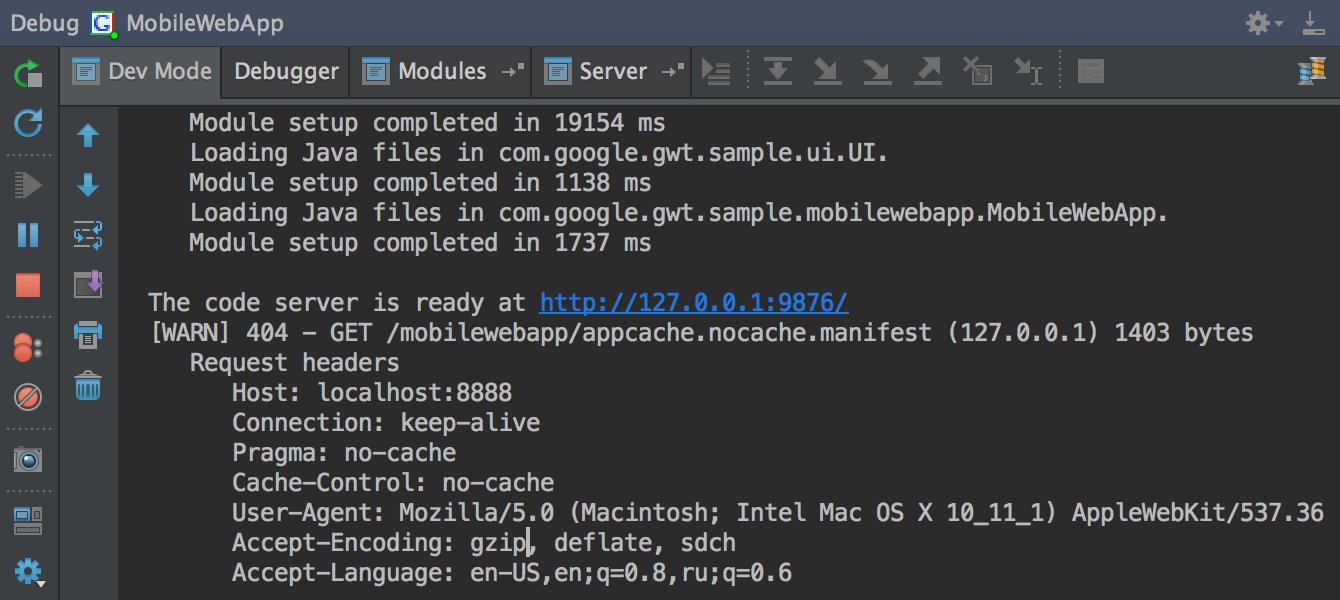 Debug G MobileWebApp
Dev Mode Debugger Modules Server
Module setup completed in 19154 ms
Loading Java files in com.google.gwt.sample.ui.UI.
Module setup completed in 1138 ms
Loading Java files in com.google.gwt.sample.mobilewebapp.MobileWebApp.
Module setup completed in 1737 ms
The code server is ready at http://127.0.0.1:9876/
[WARN] 404 - GET /mobilewebapp/appcache.nocache.manifest (127.0.0.1) 1403 bytes
Request headers
Host: localhost:8888
Connection: keep-alive
Pragma: no-cache
Cache-Control: no-cache
User-Agent: Mozilla/5.0 (Macintosh; Intel Mac OS X 10_11_1) AppleWebKit/537.36
Accept-Encoding: gzip, deflate, sdch
Accept-Language: en-US,en;q=0.8,ru;q=0.6